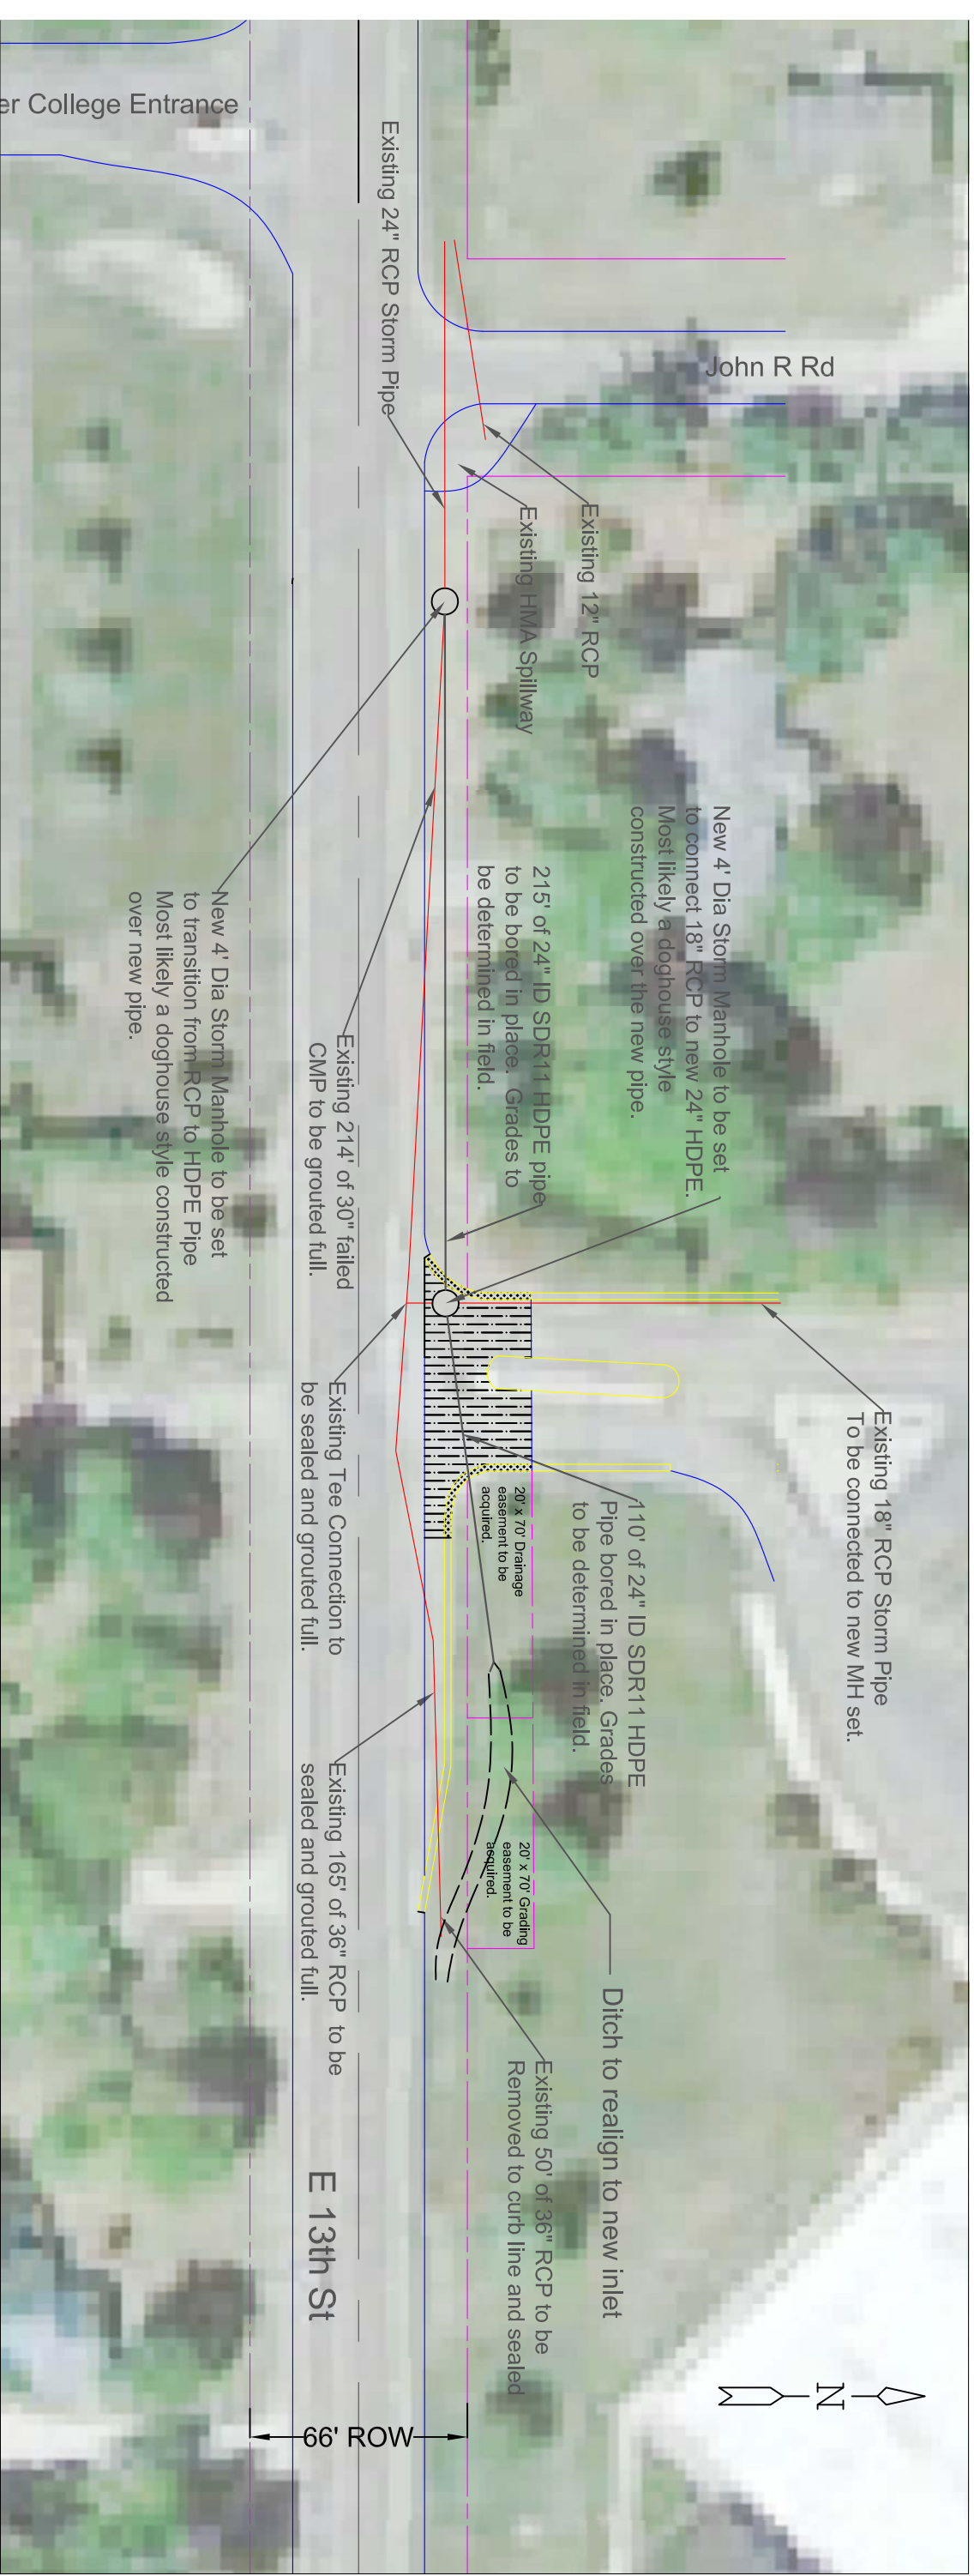 er College Entrance
John R Rd
Existing 24" RCP Storm Pipe
Existing 12" RCP
Existing HMA Spillway
New 4' Dia Storm Manhole to be set
to connect 18" RCP to new 24" HDPE.
Most likely a doghouse style
constructed over the new pipe.
215' of 24" ID SDR11 HDPE pipe
to be bored in place. Grades to
be determined in field.
New 4' Dia Storm Manhole to be set
to transition from RCP to HDPE Pipe
Most likely a doghouse style constructed
over new pipe.
Existing 214' of 30" failed
CMP to be grouted full.
Existing 18" RCP Storm Pipe
To be connected to new MH set.
Existing Tee Connection to
be sealed and grouted full.
110' of 24" ID SDR11 HDPE
Pipe bored in place. Grades
to be determined in field.
20' x 70' Drainage
easement to be
acquired.
20' x 70' Grading
easement to be
acquired.
Existing 165' of 36" RCP to be
sealed and grouted full.
Ditch to realign to new inlet
Existing 50' of 36" RCP to be
Removed to curb line and sealed
E 13th St
66' ROW
N